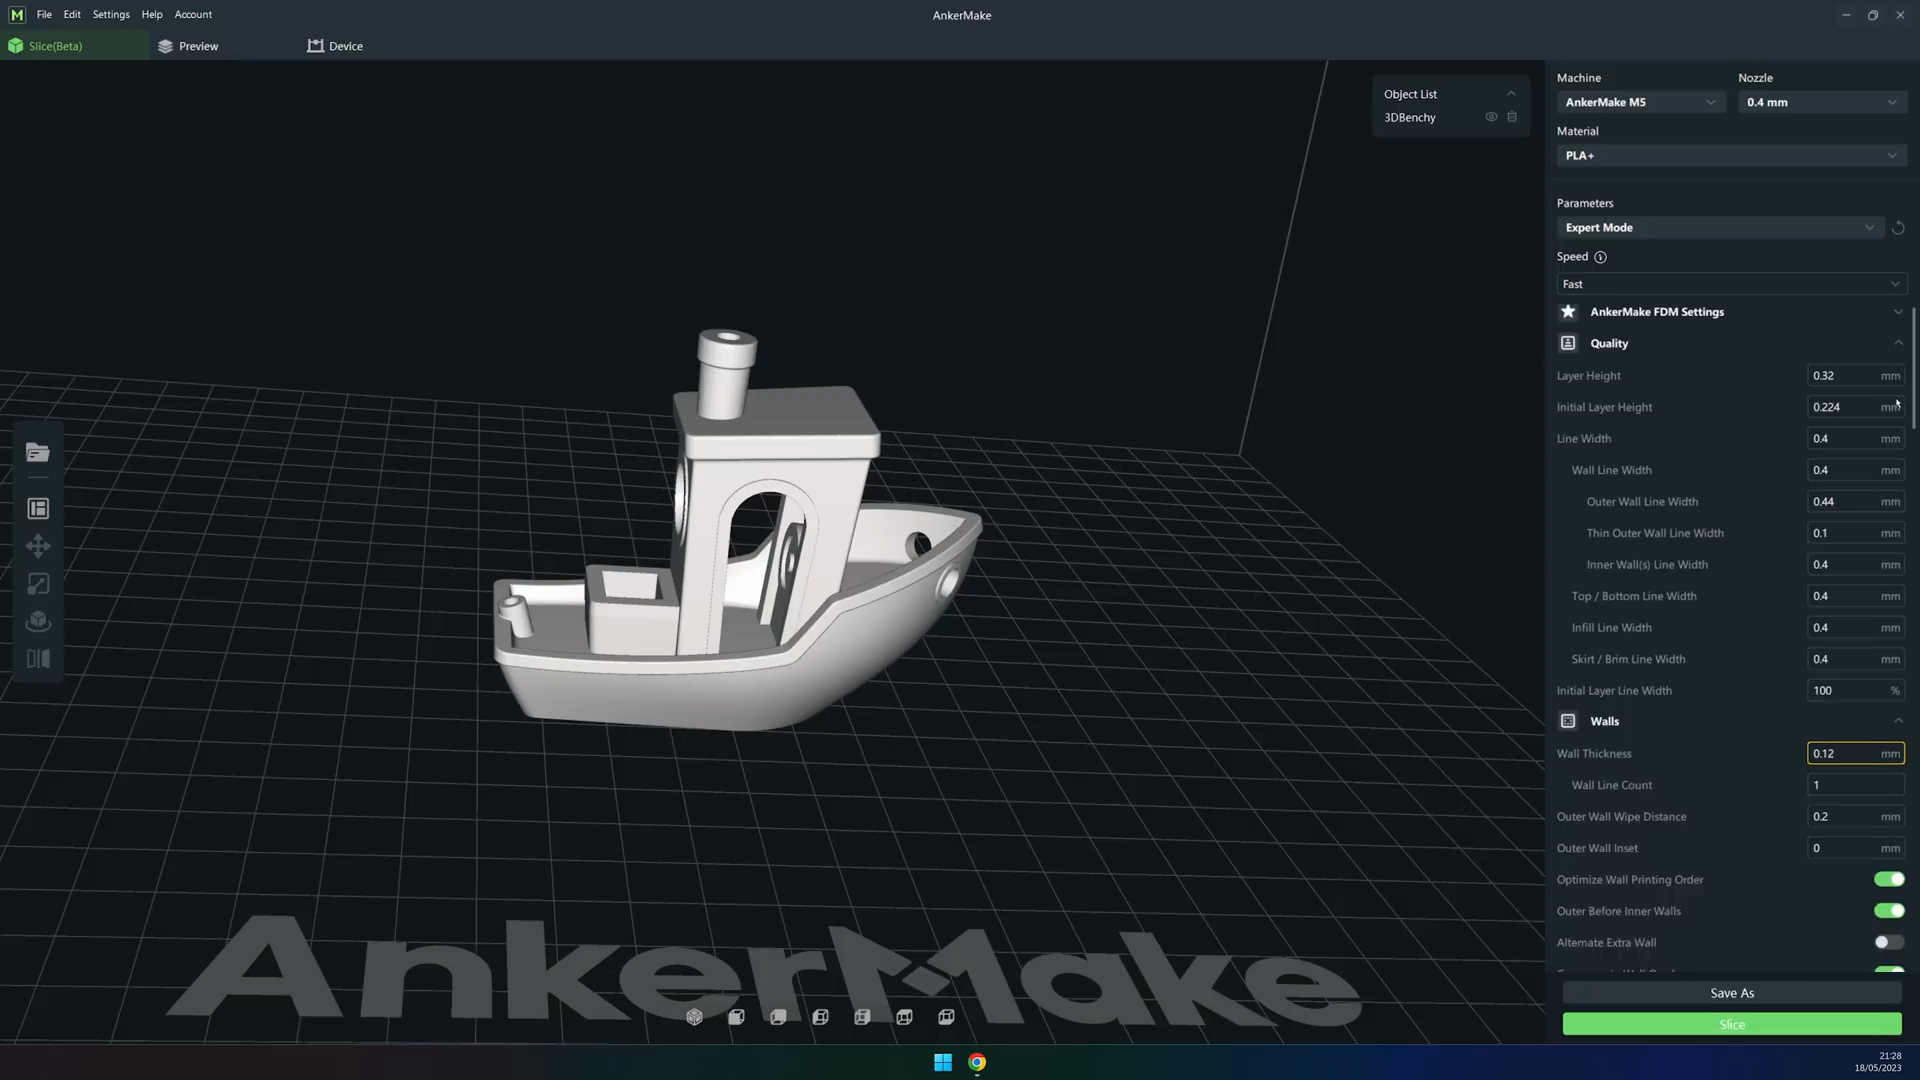 M File Edit Settings Help Account
AnkerMake
Slice(Beta)
Preview
Device
Object List
3DBenchy
Machine
Nozzle
AnkerMake M5
0.4 mm
Material
PLA+
Parameters
Expert Mode
Speed
Fast
AnkerMake FDM Settings
Quality
Layer Height 0.32 mm
Initial Layer Height 0.224 mm
Line Width 0.4 mm
Wall Line Width 0.4 mm
Outer Wall Line Width 0.44 mm
Thin Outer Wall Line Width 0.1 mm
Inner Wall(s) Line Width 0.4 mm
Top / Bottom Line Width 0.4 mm
Infill Line Width 0.4 mm
Skirt / Brim Line Width 0.4 mm
Initial Layer Line Width 100 %
Walls
Wall Thickness 0.12 mm
Wall Line Count 1
Outer Wall Wipe Distance 0.2 mm
Outer Wall Inset 0 mm
Optimize Wall Printing Order
Outer Before Inner Walls
Alternate Extra Wall
Save As
Slice
AnkerMake
21:28
18/05/2023